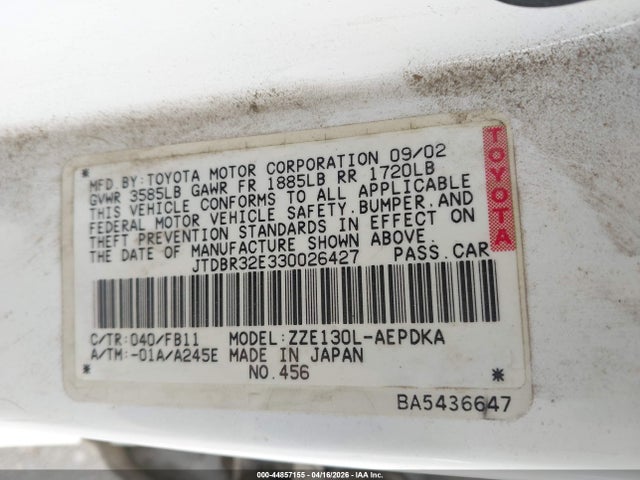 MFD BY:TOYOTA MOTOR CORPORATION 09/02
GVWR 3585LB GAWR FR 1885LB RR 1720LB
THIS VEHICLE CONFORMS TO ALL APPLICABLE
FEDERAL MOTOR VEHICLE SAFETY,BUMPER,AND
THEFT PREVENTION STANDARDS IN EFFECT ON
THE DATE OF MANUFACTURE SHOWN ABOVE.
JTDBR32E330026427 PASS.CAR
TOYOTA
C/TR:040/FB11 MODEL:ZZE130L-AEPDKA
A/TM:-01A/A245E MADE IN JAPAN
* NO.456 *
BA5436647
000-44857155 - 04/16/2026 - IAA Inc.